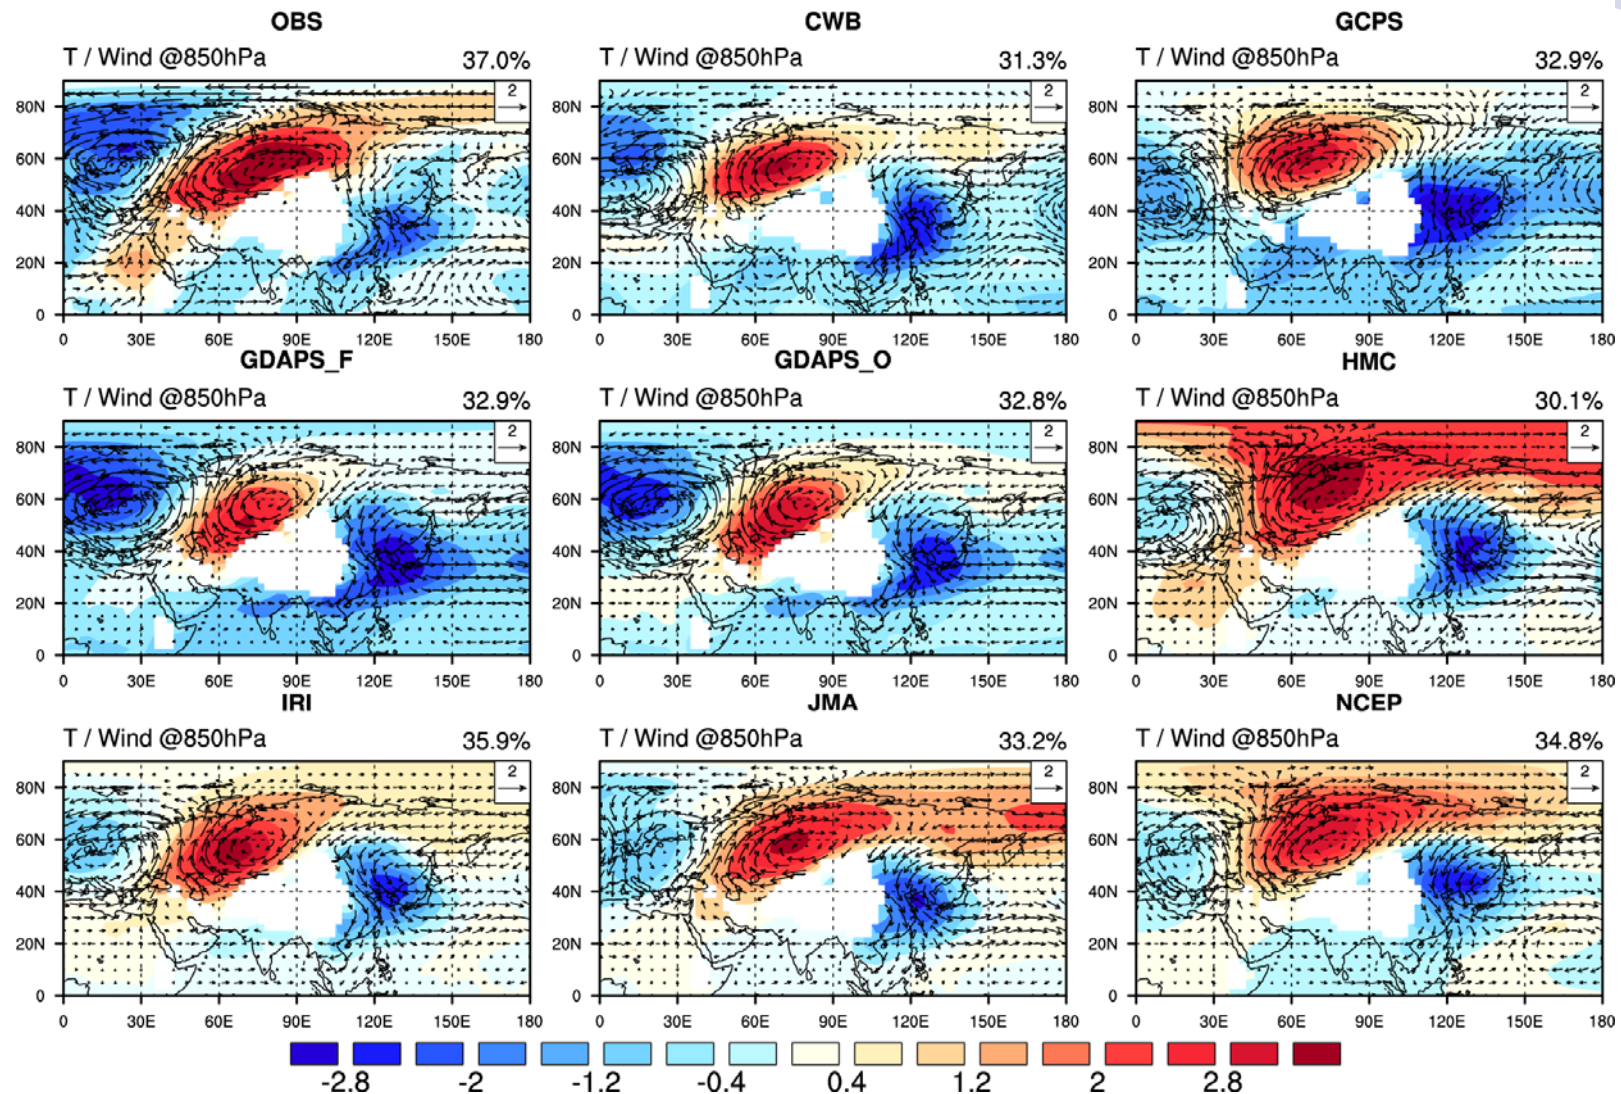 OBS CWB GCPS
T / Wind @850hPa 37.0% T / Wind @850hPa 31.3% T / Wind @850hPa 32.9%
2 2 2
80N 80N 80N
60N 60N 60N
40N 40N 40N
20N 20N 20N
0 0 0
0 30E 60E 90E 120E 150E 180 0 30E 60E 90E 120E 150E 180 0 30E 60E 90E 120E 150E 180
GDAPS_F GDAPS_O HMC
T / Wind @850hPa 32.9% T / Wind @850hPa 32.8% T / Wind @850hPa 30.1%
2 2 2
80N 80N 80N
60N 60N 60N
40N 40N 40N
20N 20N 20N
0 0 0
0 30E 60E 90E 120E 150E 180 0 30E 60E 90E 120E 150E 180 0 30E 60E 90E 120E 150E 180
IRI JMA NCEP
T / Wind @850hPa 35.9% T / Wind @850hPa 33.2% T / Wind @850hPa 34.8%
2 2 2
80N 80N 80N
60N 60N 60N
40N 40N 40N
20N 20N 20N
0 0 0
0 30E 60E 90E 120E 150E 180 0 30E 60E 90E 120E 150E 180 0 30E 60E 90E 120E 150E 180
-2.8 -2 -1.2 -0.4 0.4 1.2 2 2.8